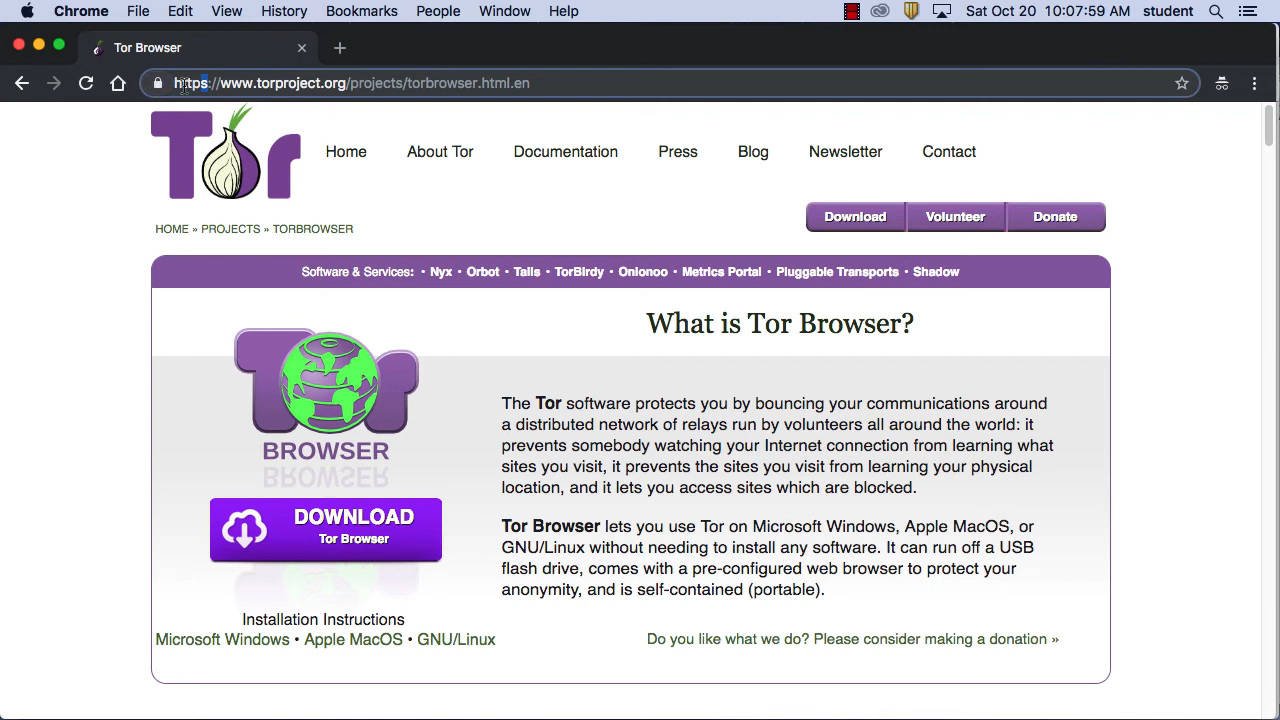 Chrome File Edit View History Bookmarks People Window Help Sat Oct 20 10:07:59 AM student
Tor Browser
https://www.torproject.org/projects/torbrowser.html.en
Tor
Home About Tor Documentation Press Blog Newsletter Contact
Download Volunteer Donate
HOME » PROJECTS » TORBROWSER
Software & Services: • Nyx • Orbot • Tails • TorBirdy • Onionoo • Metrics Portal • Pluggable Transports • Shadow
What is Tor Browser?
Tor
BROWSER
DOWNLOAD
Tor Browser
Installation Instructions
Microsoft Windows • Apple MacOS • GNU/Linux
The Tor software protects you by bouncing your communications around
a distributed network of relays run by volunteers all around the world: it
prevents somebody watching your Internet connection from learning what
sites you visit, it prevents the sites you visit from learning your physical
location, and it lets you access sites which are blocked.
Tor Browser lets you use Tor on Microsoft Windows, Apple MacOS, or
GNU/Linux without needing to install any software. It can run off a USB
flash drive, comes with a pre-configured web browser to protect your
anonymity, and is self-contained (portable).
Do you like what we do? Please consider making a donation »